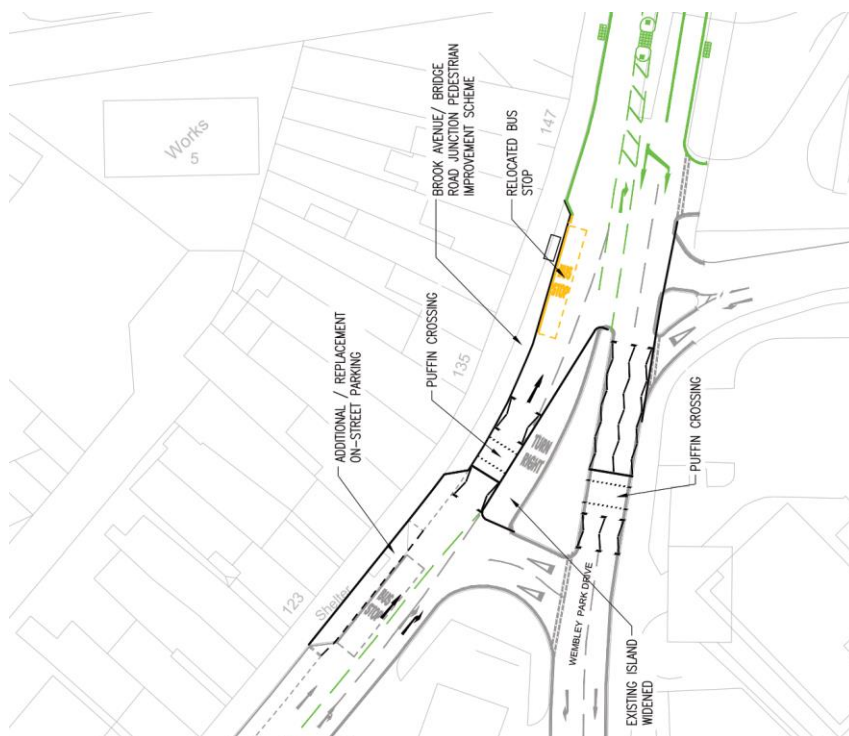 Works
5
147
BROOK AVENUE/ BRIDGE
ROAD JUNCTION PEDESTRIAN
IMPROVEMENT SCHEME
RELOCATED BUS
STOP
135
PUFFIN CROSSING
ADDITIONAL / REPLACEMENT
ON-STREET PARKING
123
Shelter
BUS
STOP
TURN
RIGHT
PUFFIN CROSSING
WEMBLEY PARK DRIVE
EXISTING ISLAND
WIDENED